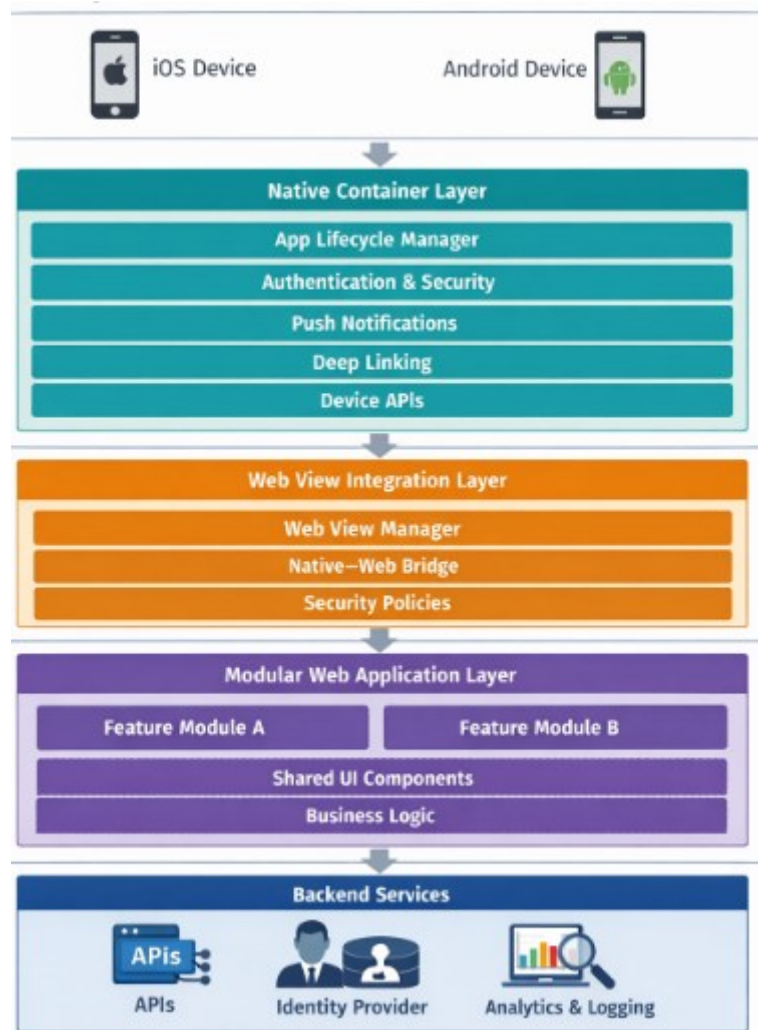 iOS Device
Android Device
Native Container Layer
App Lifecycle Manager
Authentication & Security
Push Notifications
Deep Linking
Device APIs
Web View Integration Layer
Web View Manager
Native—Web Bridge
Security Policies
Modular Web Application Layer
Feature Module A
Feature Module B
Shared UI Components
Business Logic
Backend Services
APis
APIs
Identity Provider
Analytics & Logging